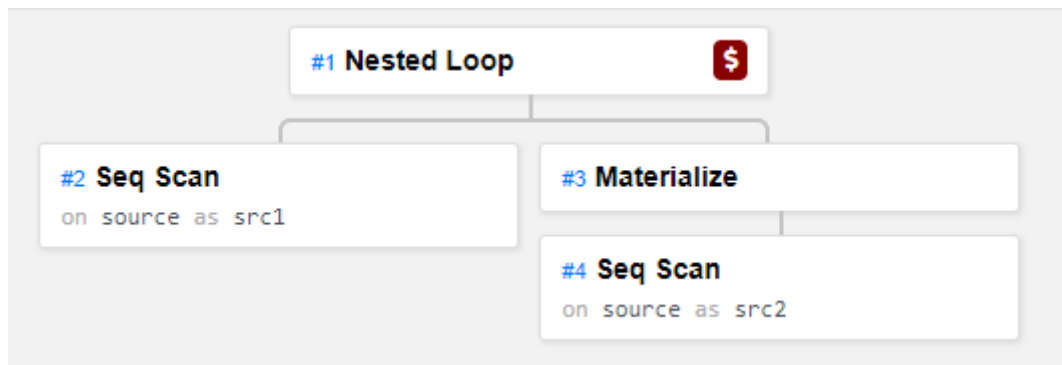 #1 Nested Loop $
#2 Seq Scan
on source as src1
#3 Materialize
#4 Seq Scan
on source as src2